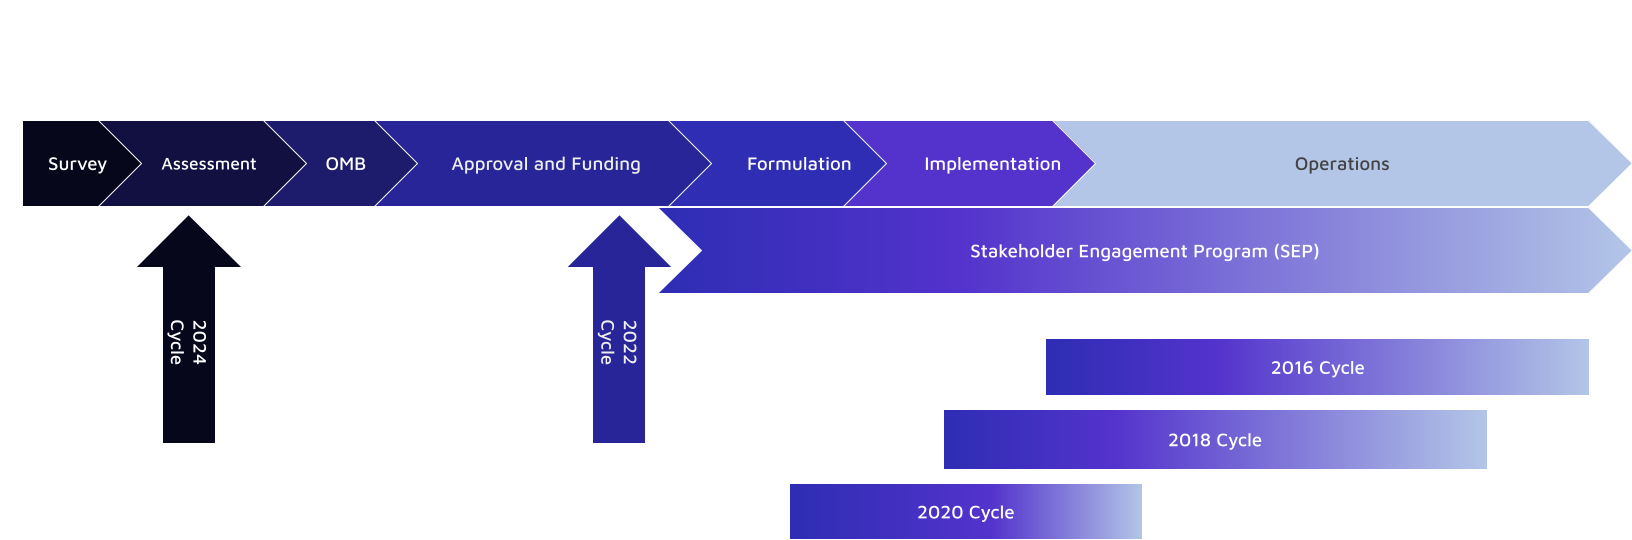 Survey
Assessment
OMB
Approval and Funding
Formulation
Implementation
Operations
Stakeholder Engagement Program (SEP)
2024
Cycle
2022
Cycle
2016 Cycle
2018 Cycle
2020 Cycle